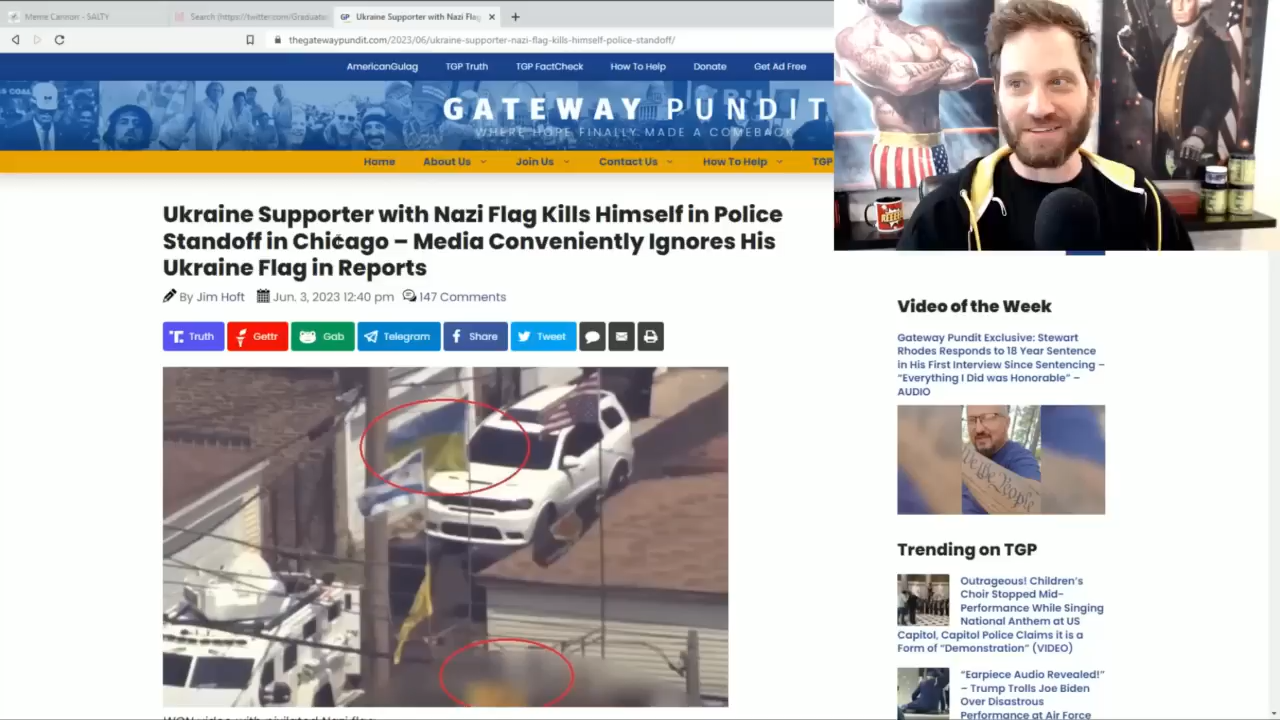 Meme Cannon - SALTY
Search (https://twitter.com/Graduato
GP Ukraine Supporter with Nazi Flag
thegatewaypundit.com/2023/06/ukraine-supporter-nazi-flag-kills-himself-police-standoff/
AmericanGulag TGP Truth TGP FactCheck How To Help Donate Get Ad Free
GATEWAY PUNDIT
WHERE HOPE FINALLY MADE A COMEBACK
Home About Us Join Us Contact Us How To Help TGP
Ukraine Supporter with Nazi Flag Kills Himself in Police
Standoff in Chicago – Media Conveniently Ignores His
Ukraine Flag in Reports
By Jim Hoft Jun. 3, 2023 12:40 pm 147 Comments
Truth Gettr Gab Telegram Share Tweet
Video of the Week
Gateway Pundit Exclusive: Stewart
Rhodes Responds to 18 Year Sentence
in His First Interview Since Sentencing –
“Everything I Did was Honorable” –
AUDIO
We the People
Trending on TGP
Outrageous! Children’s
Choir Stopped Mid-
Performance While Singing
National Anthem at US
Capitol, Capitol Police Claims it is a
Form of “Demonstration” (VIDEO)
“Earpiece Audio Revealed!”
– Trump Trolls Joe Biden
Over Disastrous
Performance at Air Force